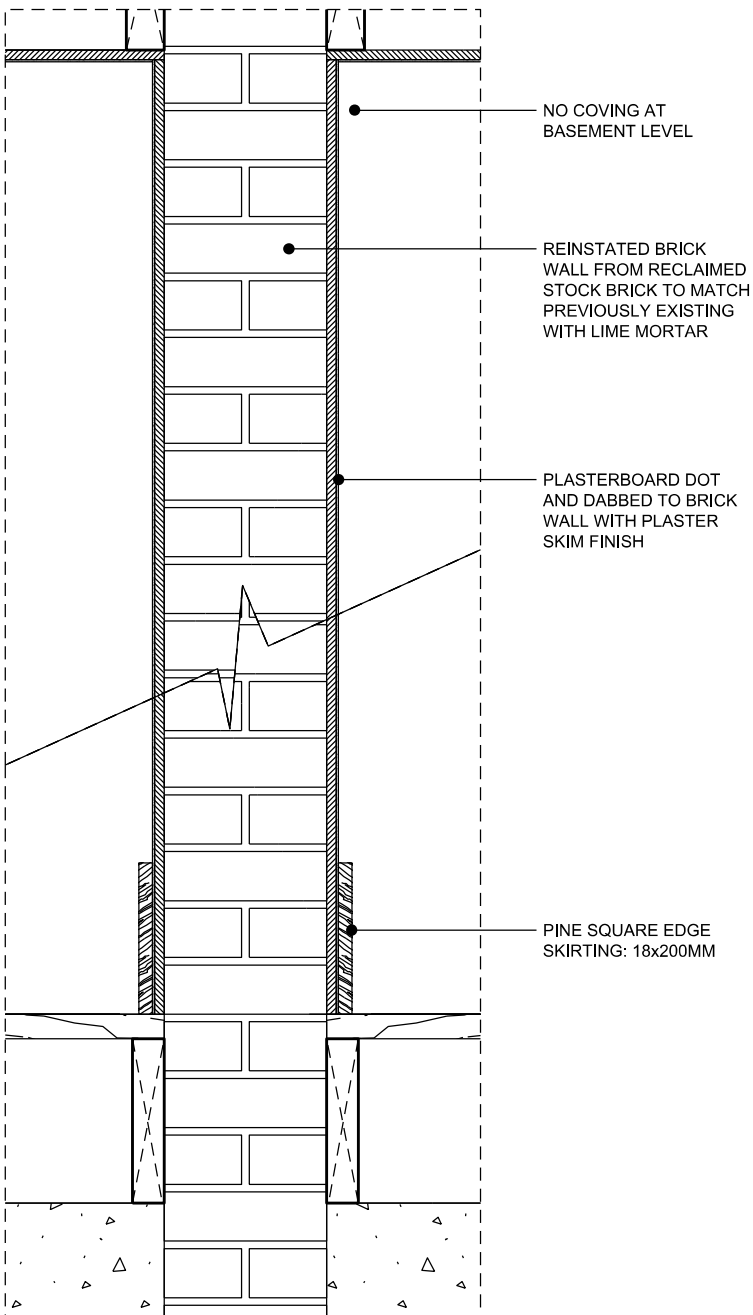 NO COVING AT
BASEMENT LEVEL
REINSTATED BRICK
WALL FROM RECLAIMED
STOCK BRICK TO MATCH
PREVIOUSLY EXISTING
WITH LIME MORTAR
PLASTERBOARD DOT
AND DABBED TO BRICK
WALL WITH PLASTER
SKIM FINISH
PINE SQUARE EDGE
SKIRTING: 18x200MM